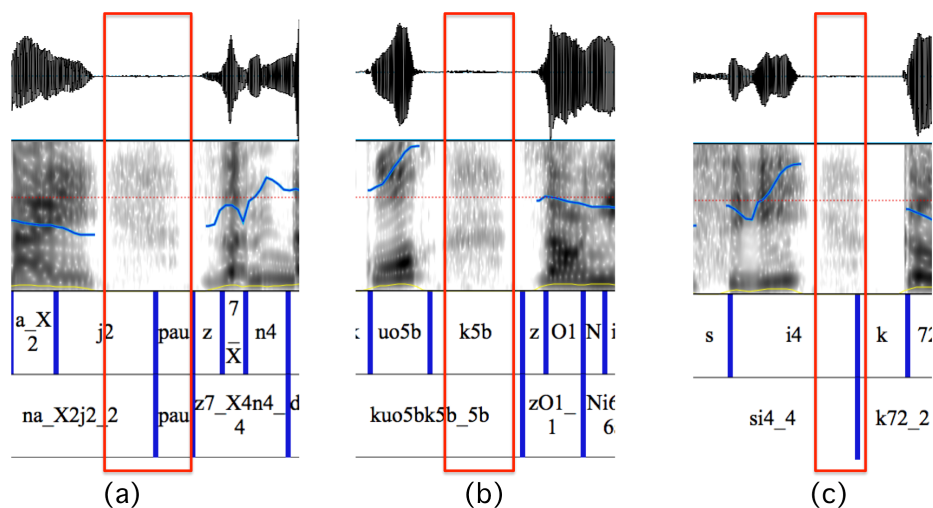 a_X
2
j2
pau
z
7
_
X
n4
na_X2j2_2
pau
z7_X4n4_
4
d
uo5b
k5b
z
O1
N
i
kuo5bk5b_5b
zO1_
1
Ni6
6
s
i4
k
72
si4_4
k72_2
(a)
(b)
(c)